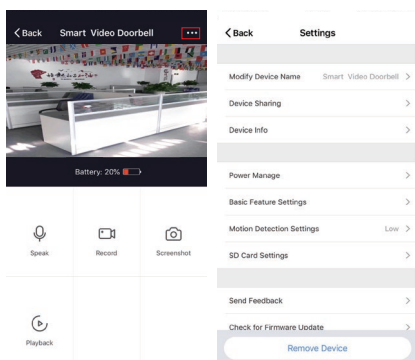 Back
Smart Video Doorbell
Battery: 20%
Speak
Record
Screenshot
Playback
Back
Settings
Modify Device Name
Smart Video Doorbell
Device Sharing
Device Info
Power Manage
Basic Feature Settings
Motion Detection Settings
Low
SD Card Settings
Send Feedback
Check for Firmware Update
Remove Device